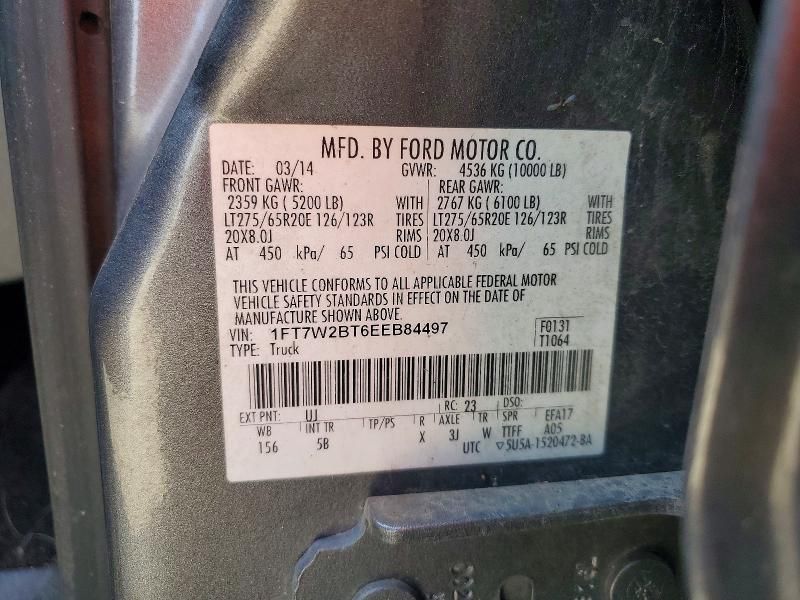 MFD. BY FORD MOTOR CO.
DATE: 03/14 GVWR: 4536 KG (10000 LB)
FRONT GAWR: REAR GAWR:
2359 KG ( 5200 LB) WITH 2767 KG ( 6100 LB) WITH
LT275/65R20E 126/123R TIRES LT275/65R20E 126/123R TIRES
20X8.0J RIMS 20X8.0J RIMS
AT 450 kPa/ 65 PSI COLD AT 450 kPa/ 65 PSI COLD
THIS VEHICLE CONFORMS TO ALL APPLICABLE FEDERAL MOTOR
VEHICLE SAFETY STANDARDS IN EFFECT ON THE DATE OF
MANUFACTURE SHOWN ABOVE.
VIN: 1FT7W2BT6EEB84497 F0131
TYPE: Truck T1064
EXT PNT: UJ RC: 23 DSO:
WB INT TR TP/PS R AXLE TR SPR EFA17
156 5B X 3J W TTFF A05
UTC ▽5U5A-1520472-BA